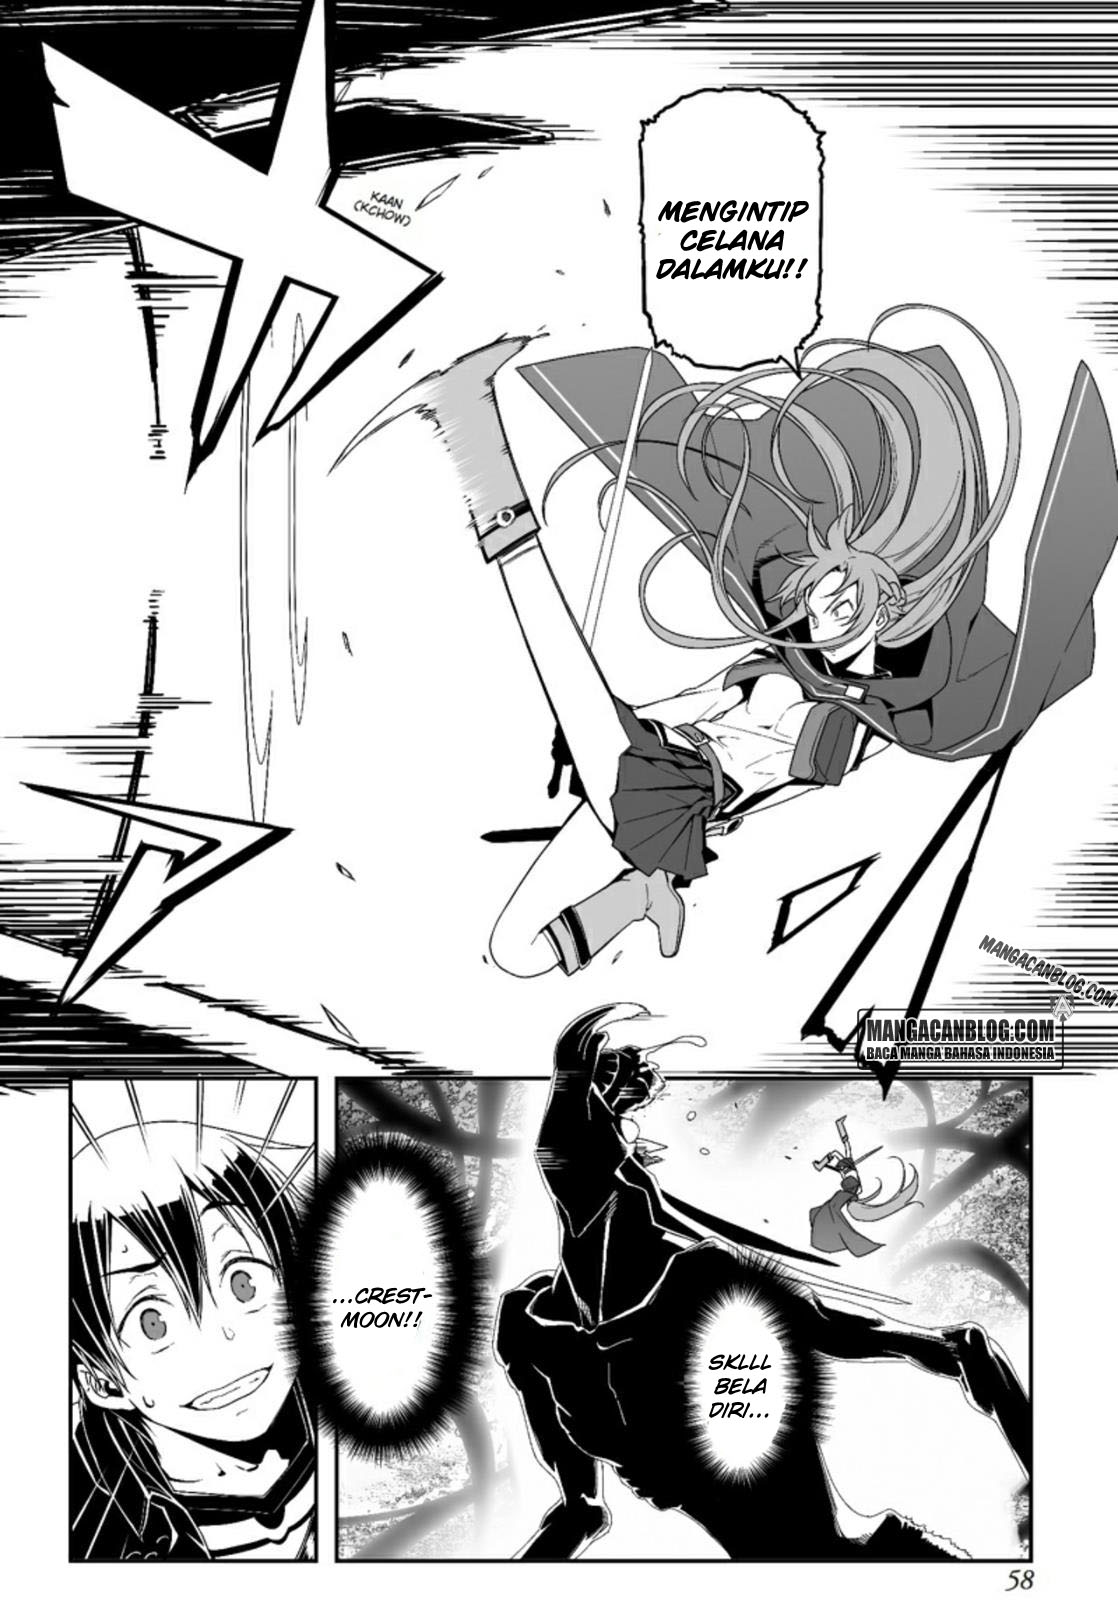 MENGINTIP
CELANA
DALAMKU!!
KAAN
(KCHOW)
MANGACANBLOG.COM
MANGACANBLOG.COM
BACA MANGA BAHASA INDONESIA
SKLLL
BELA
DIRI...
...CREST-
MOON!!
58